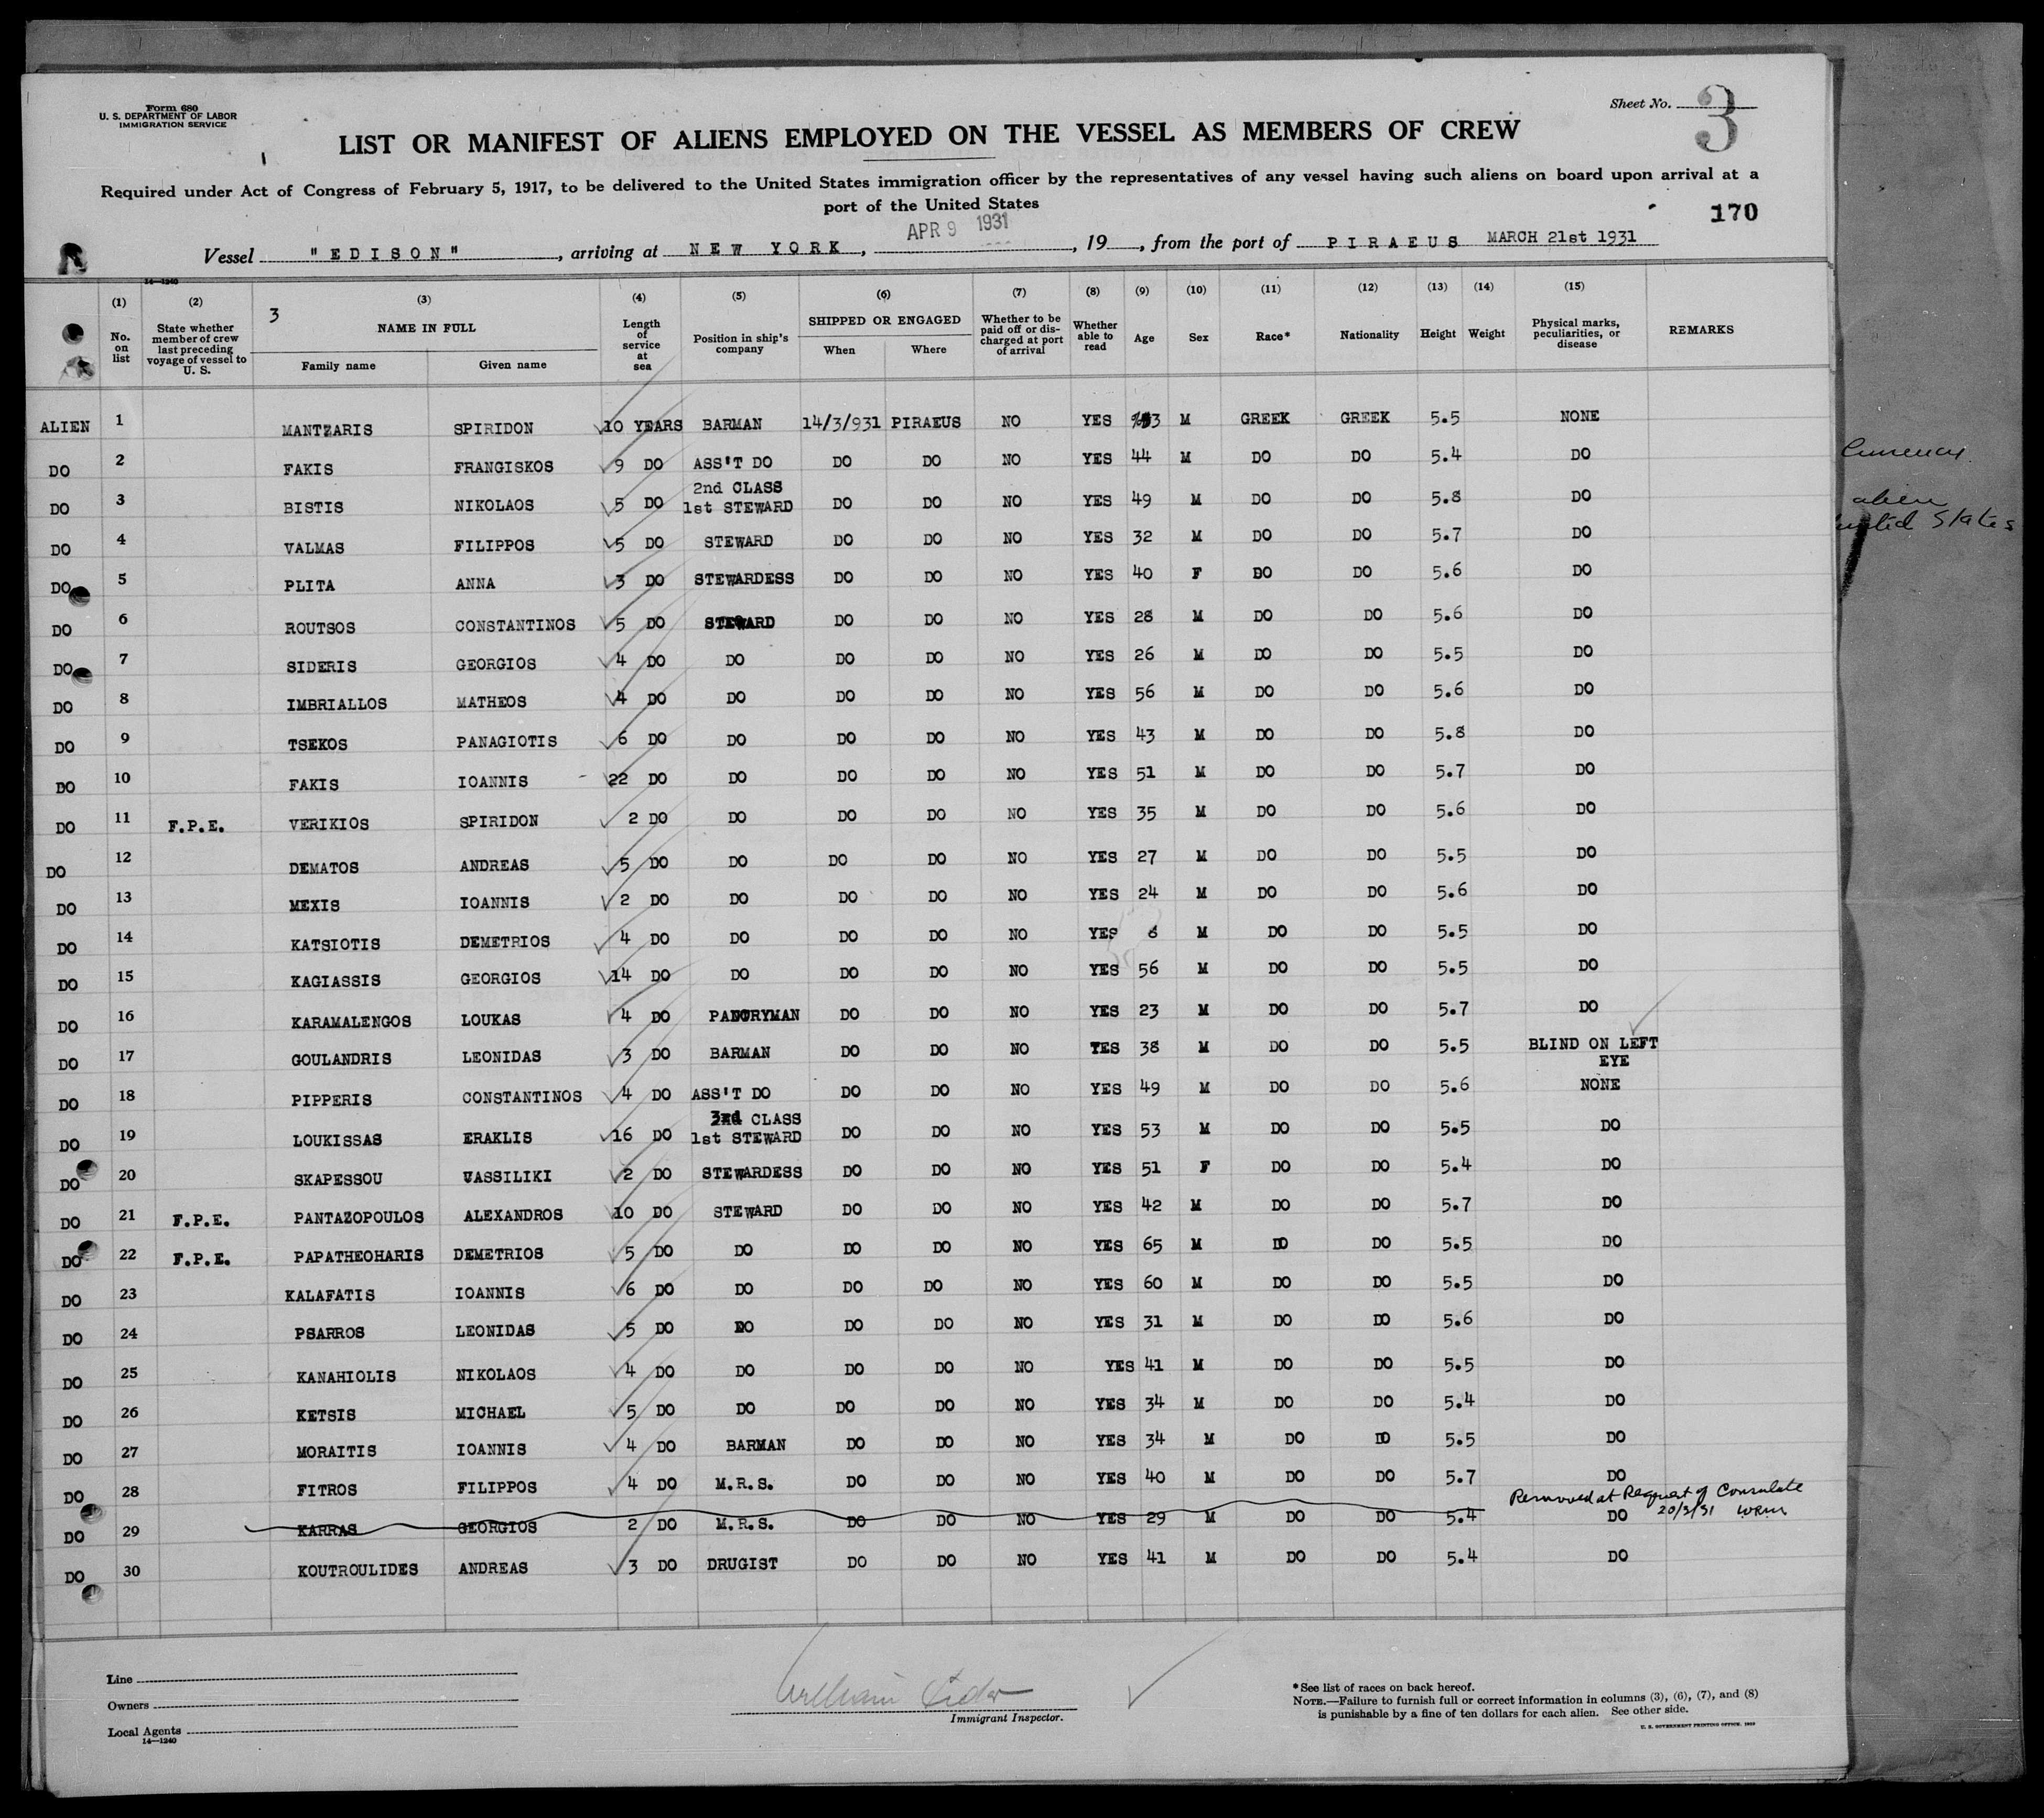 Form 680
U. S. DEPARTMENT OF LABOR
IMMIGRATION SERVICE
Sheet No. 3
LIST OR MANIFEST OF ALIENS EMPLOYED ON THE VESSEL AS MEMBERS OF CREW
Required under Act of Congress of February 5, 1917, to be delivered to the United States immigration officer by the representatives of any vessel having such aliens on board upon arrival at a
port of the United States
170
Vessel "EDISON", arriving at NEW YORK, APR 9 1931, 19, from the port of PIRAEUS MARCH 21st 1931
14—1240
(1) (2) (3) (4) (5) (6) (7) (8) (9) (10) (11) (12) (13) (14) (15)
No. on list State whether member of crew last preceding voyage of vessel to U. S. 3 NAME IN FULL Length of service at sea Position in ship's company SHIPPED OR ENGAGED Whether to be paid off or discharged at port of arrival Whether able to read Age Sex Race* Nationality Height Weight Physical marks, peculiarities, or disease REMARKS
Family name Given name When Where
ALIEN 1 MANTZARIS SPIRIDON 10 YEARS BARMAN 14/3/931 PIRAEUS NO YES M GREEK GREEK 5.5 NONE
DO 2 FAKIS FRANGISKOS 9 DO ASS'T DO DO DO NO YES 44 M DO DO 5.4 DO
DO 3 BISTIS NIKOLAOS 5 DO 2nd CLASS 1st STEWARD DO DO NO YES 49 M DO DO 5.8 DO
DO 4 VALMAS FILIPPOS 5 DO STEWARD DO DO NO YES 32 M DO DO 5.7 DO
DO 5 PLITA ANNA 3 DO STEWARDESS DO DO NO YES 40 F DO DO 5.6 DO
DO 6 ROUTSOS CONSTANTINOS 5 DO STEWARD DO DO NO YES 28 M DO DO 5.6 DO
DO 7 SIDERIS GEORGIOS 4 DO DO DO DO NO YES 26 M DO DO 5.5 DO
DO 8 IMBRIALLOS MATHEOS 4 DO DO DO DO NO YES 56 M DO DO 5.6 DO
DO 9 TSEKOS PANAGIOTIS 6 DO DO DO DO NO YES 43 M DO DO 5.8 DO
DO 10 FAKIS IOANNIS 22 DO DO DO DO NO YES 51 M DO DO 5.7 DO
DO 11 F.P.E. VERIKIOS SPIRIDON 2 DO DO DO DO NO YES 35 M DO DO 5.6 DO
DO 12 DEMATOS ANDREAS 5 DO DO DO DO NO YES 27 M DO DO 5.5 DO
DO 13 MEXIS IOANNIS 2 DO DO DO DO NO YES 24 M DO DO 5.6 DO
DO 14 KATSIOTIS DEMETRIOS 4 DO DO DO DO NO YES M DO DO 5.5 DO
DO 15 KAGIASSIS GEORGIOS 14 DO DO DO DO NO YES 56 M DO DO 5.5 DO
DO 16 KARAMALENGOS LOUKAS 4 DO PANTRYMAN DO DO NO YES 23 M DO DO 5.7 DO
DO 17 GOULANDRIS LEONIDAS 3 DO BARMAN DO DO NO YES 38 M DO DO 5.5 BLIND ON LEFT EYE
DO 18 PIPPERIS CONSTANTINOS 4 DO ASS'T DO DO DO NO YES 49 M DO DO 5.6 NONE
DO 19 LOUKISSAS ERAKLIS 16 DO 3rd CLASS 1st STEWARD DO DO NO YES 53 M DO DO 5.5 DO
DO 20 SKAPESSOU VASSILIKI 2 DO STEWARDESS DO DO NO YES 51 F DO DO 5.4 DO
DO 21 F.P.E. PANTAZOPOULOS ALEXANDROS 10 DO STEWARD DO DO NO YES 42 M DO DO 5.7 DO
DO 22 F.P.E. PAPATHEOHARIS DEMETRIOS 5 DO DO DO DO NO YES 65 M DO DO 5.5 DO
DO 23 KALAFATIS IOANNIS 6 DO DO DO DO NO YES 60 M DO DO 5.5 DO
DO 24 PSARROS LEONIDAS 5 DO DO DO DO NO YES 31 M DO DO 5.6 DO
DO 25 KANAHIOLIS NIKOLAOS 4 DO DO DO DO NO YES 41 M DO DO 5.5 DO
DO 26 KETSIS MICHAEL 5 DO DO DO DO NO YES 34 M DO DO 5.4 DO
DO 27 MORAITIS IOANNIS 4 DO BARMAN DO DO NO YES 34 M DO DO 5.5 DO
DO 28 FITROS FILIPPOS 4 DO M.R.S. DO DO NO YES 40 M DO DO 5.7 DO
Removed at Request of Consulate
20/3/31
DO 29 KARRAS GEORGIOS 2 DO M.R.S. DO DO NO YES 29 M DO DO 5.4 DO
DO 30 KOUTROULIDES ANDREAS 3 DO DRUGIST DO DO NO YES 41 M DO DO 5.4 DO
alien
United States
Line
Owners
Local Agents
14—1240
William
Immigrant Inspector.
*See list of races on back hereof.
NOTE.—Failure to furnish full or correct information in columns (3), (6), (7), and (8)
is punishable by a fine of ten dollars for each alien. See other side.
U. S. GOVERNMENT PRINTING OFFICE.